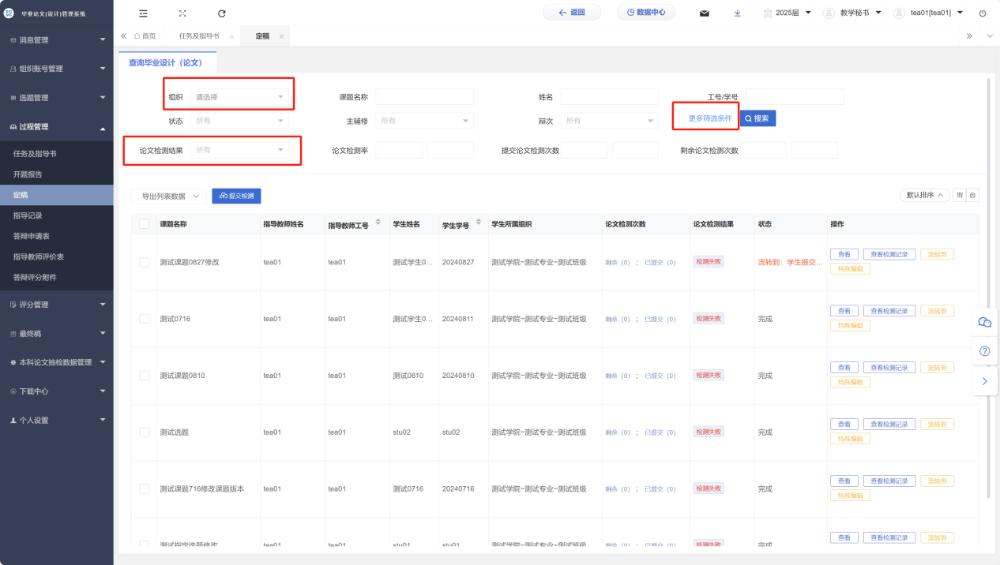 毕业论文(设计)管理系统
返回
数据中心
2025届
教学秘书
tea01[tea01]
首页
任务及指导书
定稿
消息管理
组织账号管理
选题管理
过程管理
任务及指导书
开题报告
定稿
指导记录
答辩申请表
指导教师评价表
答辩评分附件
评分管理
最终稿
本科论文抽检数据管理
下载中心
个人设置
查询毕业设计（论文）
组织 请选择 课题名称 姓名 工号/学号
状态 所有 主辅修 所有 辩次 所有 更多筛选条件 搜索
论文检测结果 所有 论文检测率 提交论文检测次数 剩余论文检测次数
导出列表数据 提交检测 默认排序
课题名称 指导教师姓名 指导教师工号 学生姓名 学生学号 学生所属组织 论文检测次数 论文检测结果 状态 操作
测试课题0827修改 tea01 tea01 测试学生0... 20240827 测试学院~测试专业~测试班级 剩余（0）；已提交（0） 检测失败 流转到：学生提交... 查看 查看检测记录 流转到
特殊编辑
测试0716 tea01 tea01 测试学生0... 20240811 测试学院~测试专业~测试班级 剩余（0）；已提交（0） 检测失败 完成 查看 查看检测记录 流转到
特殊编辑
测试课题0810 tea01 tea01 测试0810 20240810 测试学院~测试专业~测试班级 剩余（0）；已提交（0） 检测失败 完成 查看 查看检测记录 流转到
特殊编辑
测试选题 tea01 tea01 stu02 stu02 测试学院~测试专业~测试班级 剩余（0）；已提交（0） 检测失败 完成 查看 查看检测记录 流转到
特殊编辑
测试课题716修改课题版本 tea01 tea01 测试0716 20240716 测试学院~测试专业~测试班级 剩余（0）；已提交（0） 检测失败 完成 查看 查看检测记录 流转到
特殊编辑
测试指定选题修改 tea01 tea01 stu01 stu01 测试学院~测试专业~测试班级 剩余（0）；已提交（0） 检测失败 完成 查看 查看检测记录 流转到